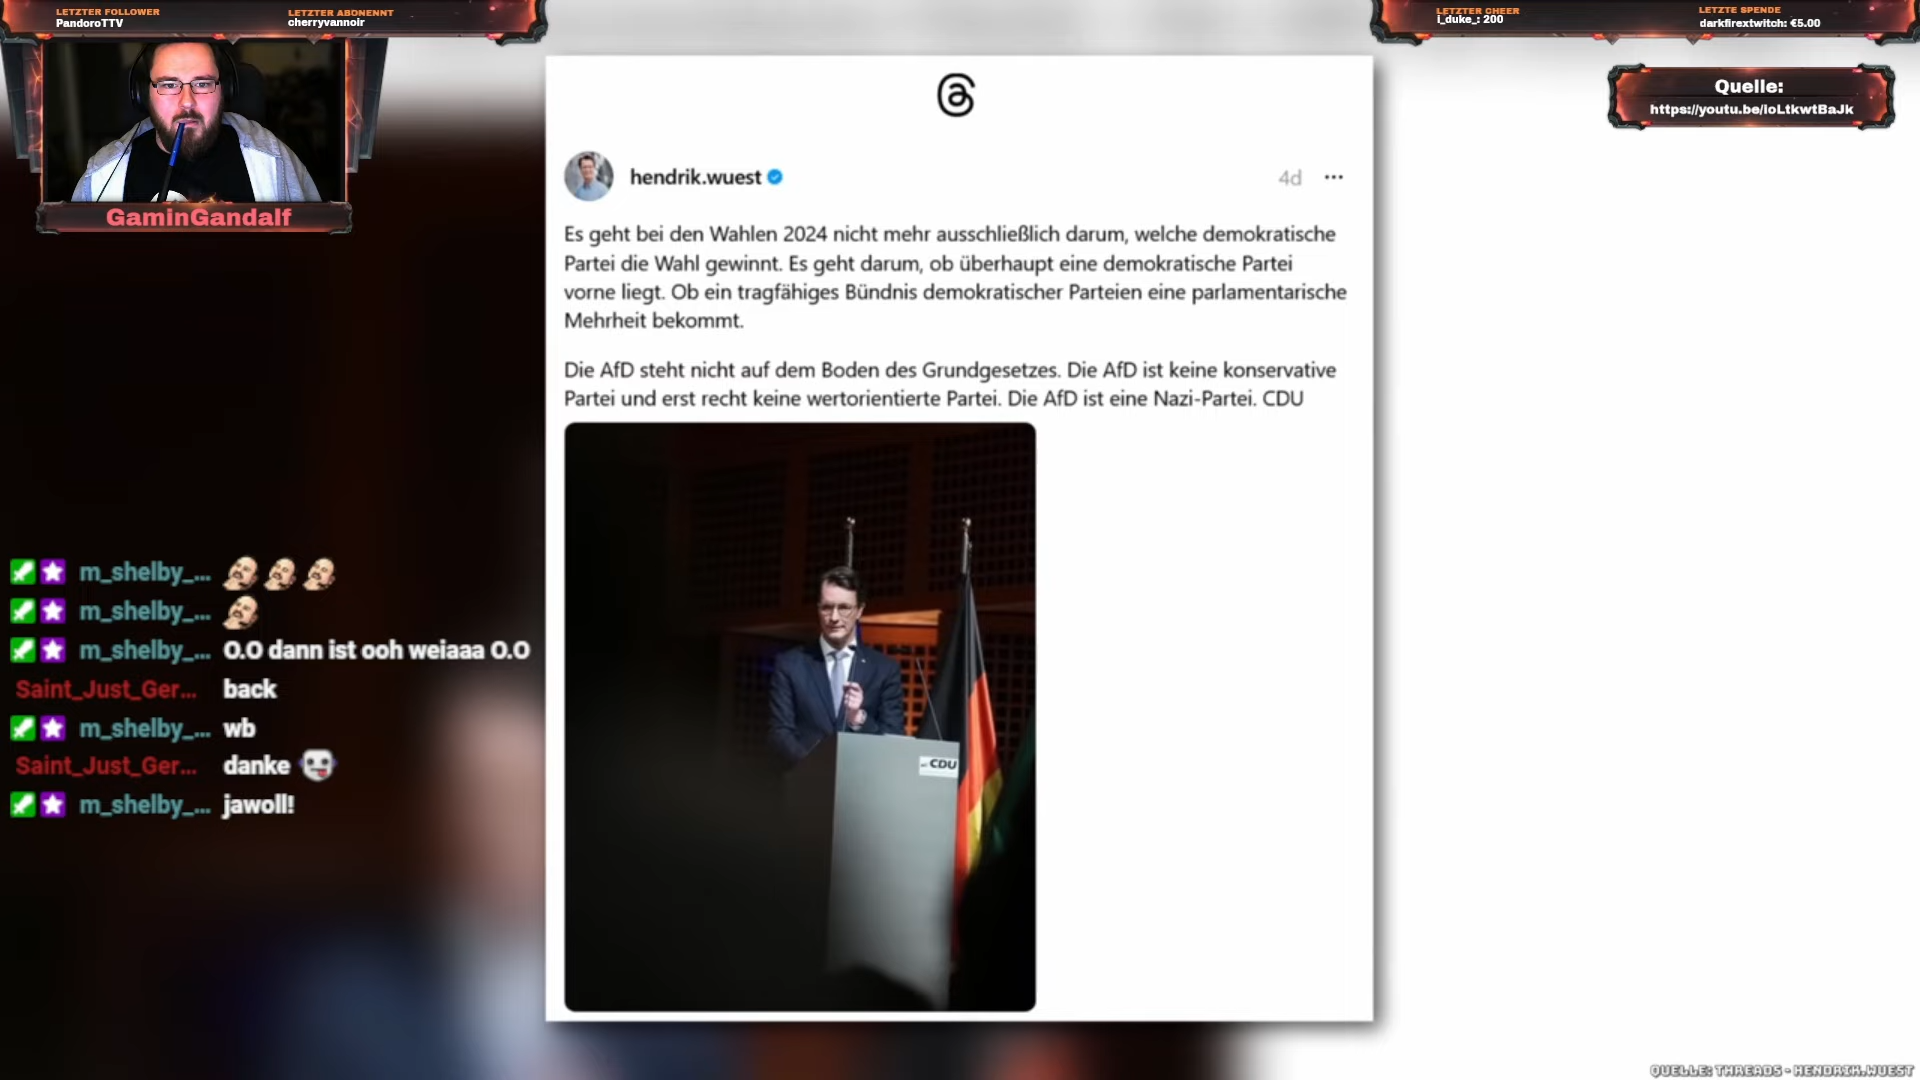 LETZTER FOLLOWER
PandoroTTV
LETZTER ABONENNT
cherryvannoir
LETZTER CHEER
i_duke_: 200
LETZTE SPENDE
darkfirextwitch: €5.00
Quelle:
https://youtu.be/ioLtkwtBaJk
GaminGandalf
hendrik.wuest
4d
Es geht bei den Wahlen 2024 nicht mehr ausschließlich darum, welche demokratische
Partei die Wahl gewinnt. Es geht darum, ob überhaupt eine demokratische Partei
vorne liegt. Ob ein tragfähiges Bündnis demokratischer Parteien eine parlamentarische
Mehrheit bekommt.
Die AfD steht nicht auf dem Boden des Grundgesetzes. Die AfD ist keine konservative
Partei und erst recht keine wertorientierte Partei. Die AfD ist eine Nazi-Partei. CDU
CDU
m_shelby_...
m_shelby_...
m_shelby_... O.O dann ist ooh weiaaa O.O
Saint_Just_Ger... back
m_shelby_... wb
Saint_Just_Ger... danke
m_shelby_... jawoll!
QUELLE: THREADS - HENDRIK.WUEST